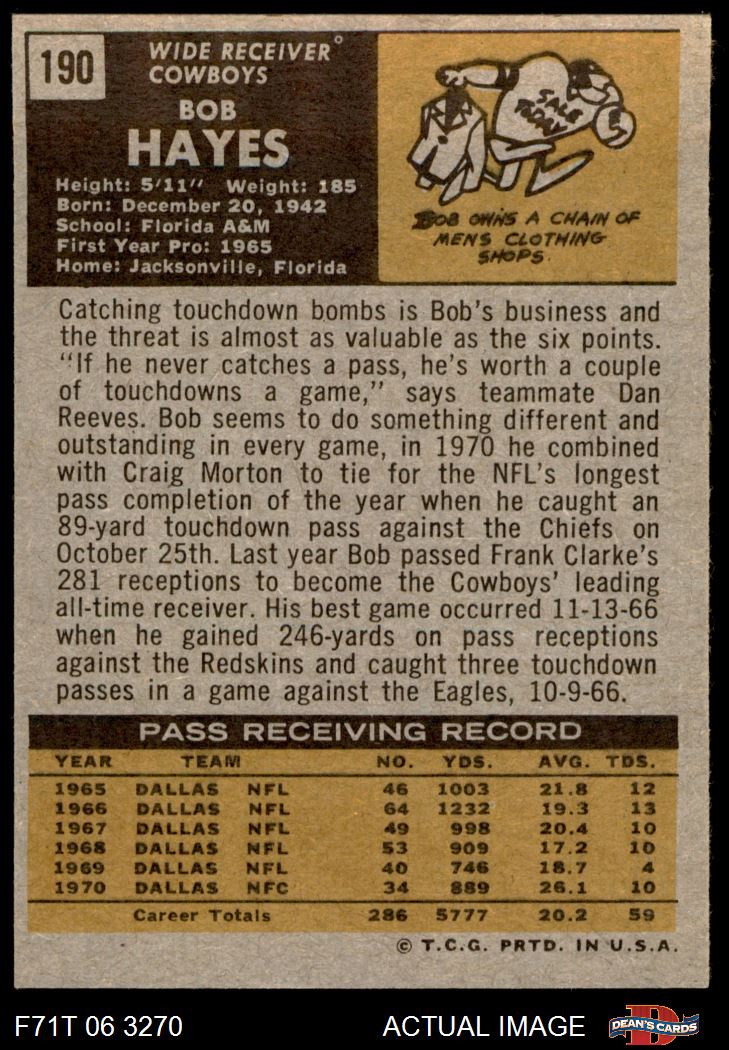 190
WIDE RECEIVER
COWBOYS
BOB
HAYES
Height: 5'11" Weight: 185
Born: December 20, 1942
School: Florida A&M
First Year Pro: 1965
Home: Jacksonville, Florida
SALE
TODAY
BOB OWNS A CHAIN OF
MENS CLOTHING
SHOPS.
Catching touchdown bombs is Bob's business and
the threat is almost as valuable as the six points.
"If he never catches a pass, he's worth a couple
of touchdowns a game," says teammate Dan
Reeves. Bob seems to do something different and
outstanding in every game, in 1970 he combined
with Craig Morton to tie for the NFL's longest
pass completion of the year when he caught an
89-yard touchdown pass against the Chiefs on
October 25th. Last year Bob passed Frank Clarke's
281 receptions to become the Cowboys' leading
all-time receiver. His best game occurred 11-13-66
when he gained 246-yards on pass receptions
against the Redskins and caught three touchdown
passes in a game against the Eagles, 10-9-66.
PASS RECEIVING RECORD
YEAR TEAM NO. YDS. AVG. TDS.
1965 DALLAS NFL 46 1003 21.8 12
1966 DALLAS NFL 64 1232 19.3 13
1967 DALLAS NFL 49 998 20.4 10
1968 DALLAS NFL 53 909 17.2 10
1969 DALLAS NFL 40 746 18.7 4
1970 DALLAS NFC 34 889 26.1 10
Career Totals 286 5777 20.2 59
© T.C.G. PRTD. IN U.S.A.
F71T 06 3270 ACTUAL IMAGE
D
DEAN'S CARDS